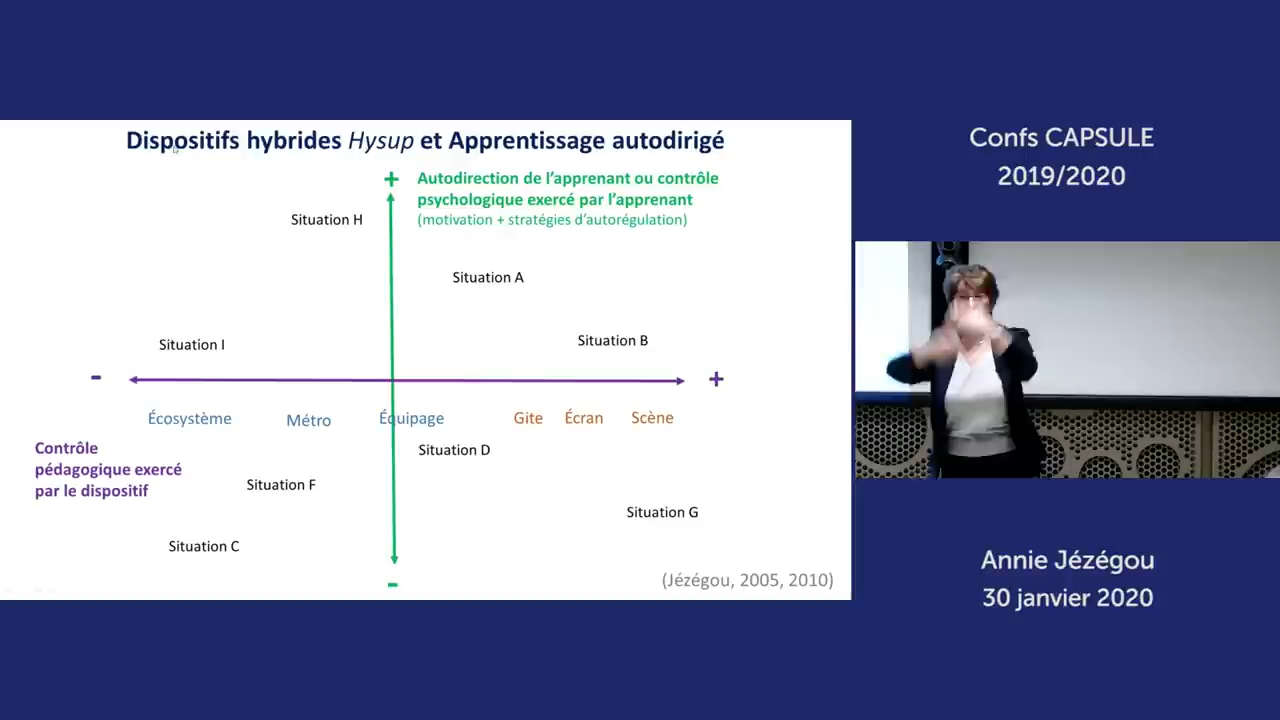 Dispositifs hybrides Hysup et Apprentissage autodirigé
+
Autodirection de l'apprenant ou contrôle
psychologique exercé par l'apprenant
(motivation + stratégies d'autorégulation)
Situation H
Situation A
Situation B
Situation I
-
+
Écosystème
Métro
Équipage
Gite
Écran
Scène
Contrôle
pédagogique exercé
par le dispositif
Situation D
Situation F
Situation G
Situation C
-
(Jézégou, 2005, 2010)
Confs CAPSULE
2019/2020
Annie Jézégou
30 janvier 2020